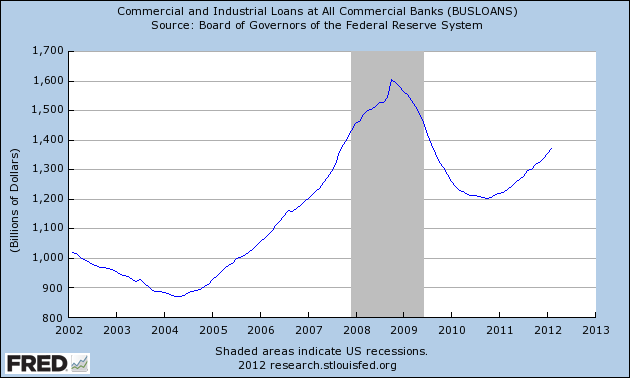 Commercial and Industrial Loans at All Commercial Banks (BUSLOANS)
Source: Board of Governors of the Federal Reserve System
(Billions of Dollars)
1,700
1,600
1,500
1,400
1,300
1,200
1,100
1,000
900
800
2002 2003 2004 2005 2006 2007 2008 2009 2010 2011 2012 2013
Shaded areas indicate US recessions.
2012 research.stlouisfed.org
FRED